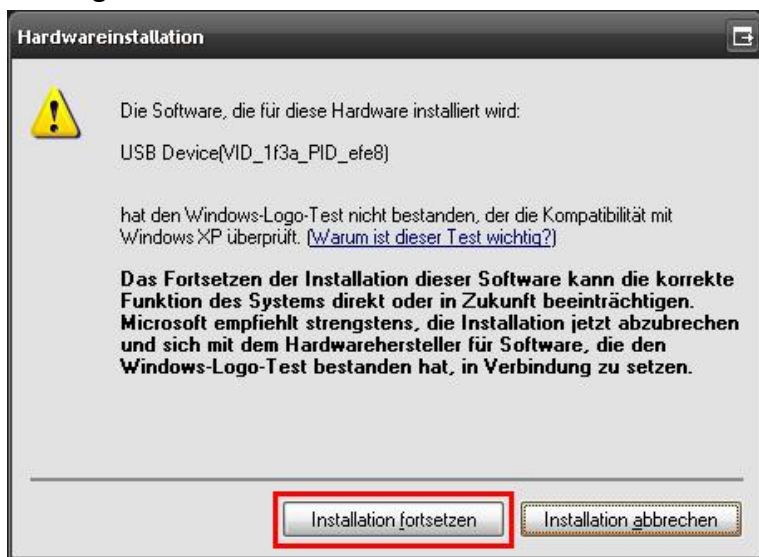 Hardwareinstallation
Die Software, die für diese Hardware installiert wird:
USB Device(VID_1f3a_PID_efe8)
hat den Windows-Logo-Test nicht bestanden, der die Kompatibilität mit
Windows XP überprüft. (Warum ist dieser Test wichtig?)
Das Fortsetzen der Installation dieser Software kann die korrekte
Funktion des Systems direkt oder in Zukunft beeinträchtigen.
Microsoft empfiehlt strengstens, die Installation jetzt abzubrechen
und sich mit dem Hardwarehersteller für Software, die den
Windows-Logo-Test bestanden hat, in Verbindung zu setzen.
Installation fortsetzen
Installation abbrechen